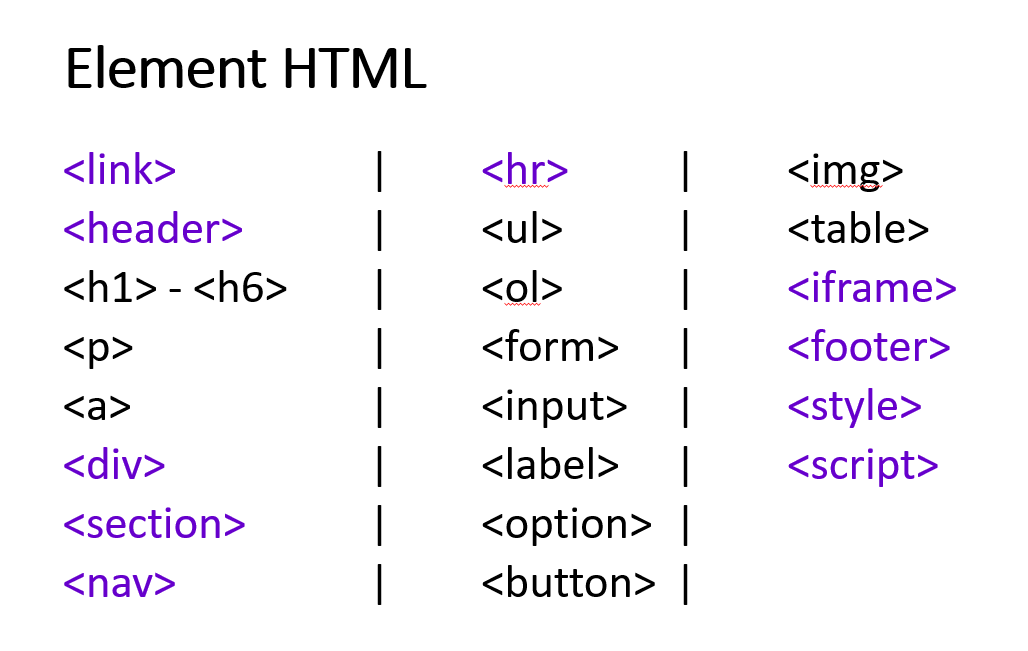 Element HTML
<link> | <hr> | <img>
<header> | <ul> | <table>
<h1> - <h6> | <ol> | <iframe>
<p> | <form> | <footer>
<a> | <input> | <style>
<div> | <label> | <script>
<section> | <option> |
<nav> | <button> |